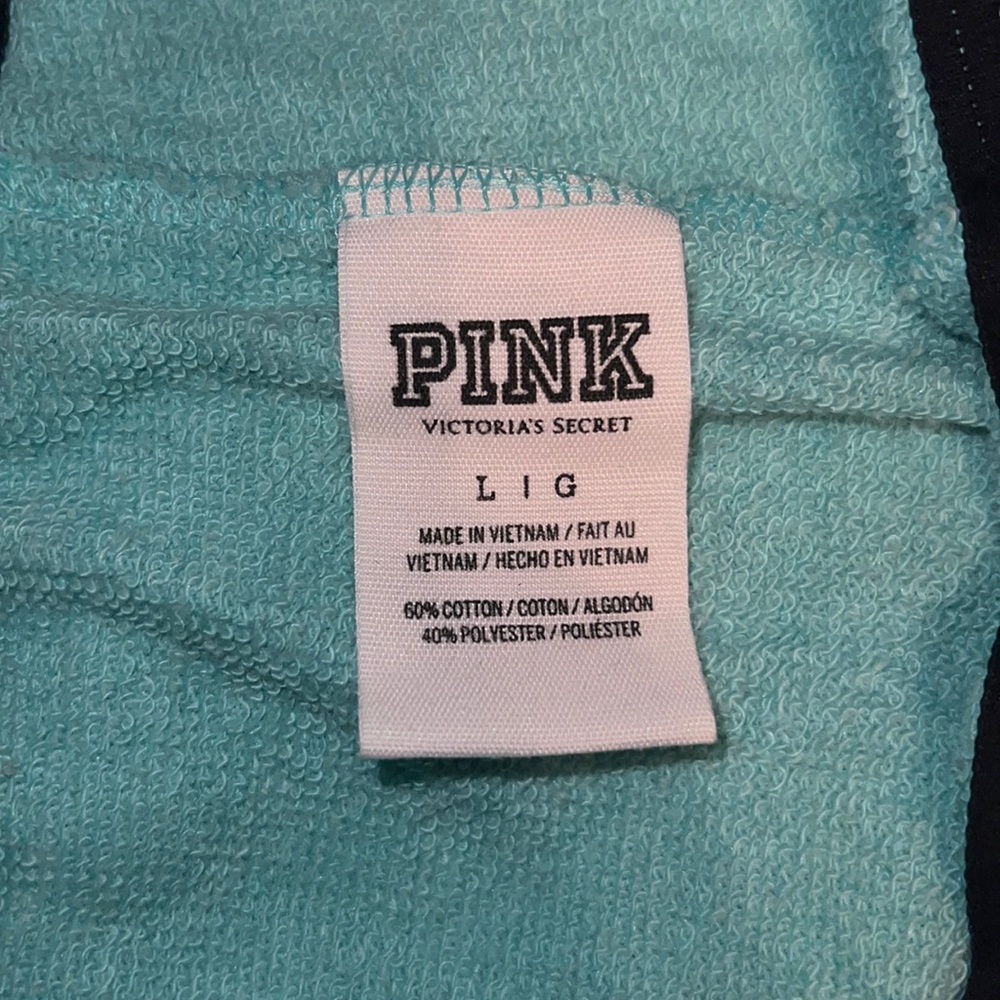 PINK
VICTORIA'S SECRET
L | G
MADE IN VIETNAM / FAIT AU
VIETNAM / HECHO EN VIETNAM
60% COTTON / COTON / ALGODÓN
40% POLYESTER / POLIÉSTER